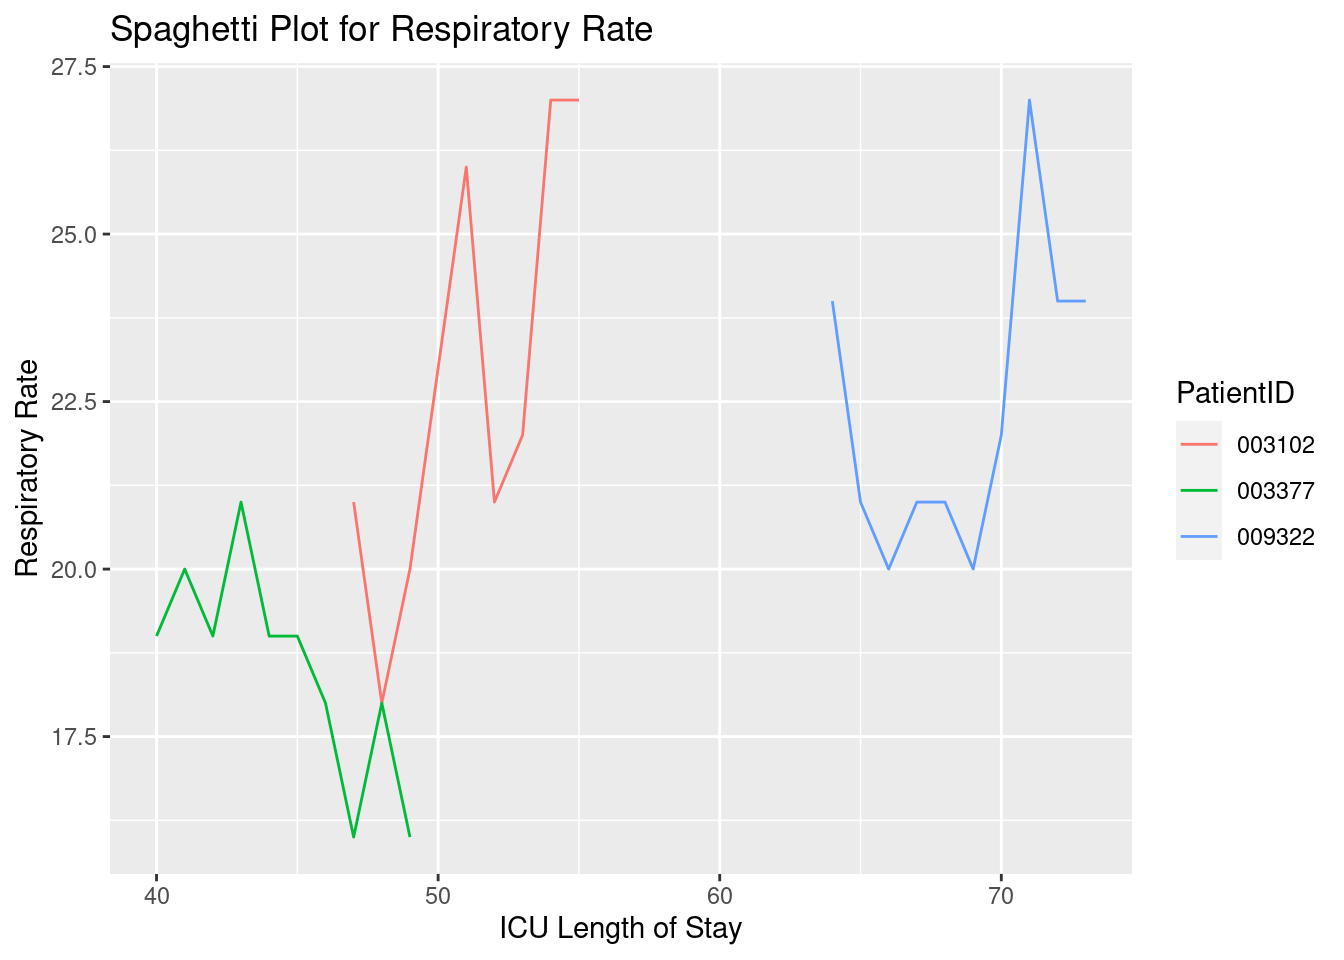 Spaghetti Plot for Respiratory Rate
27.5
25.0
22.5
20.0
17.5
Respiratory Rate
40 50 60 70
ICU Length of Stay
PatientID
003102
003377
009322